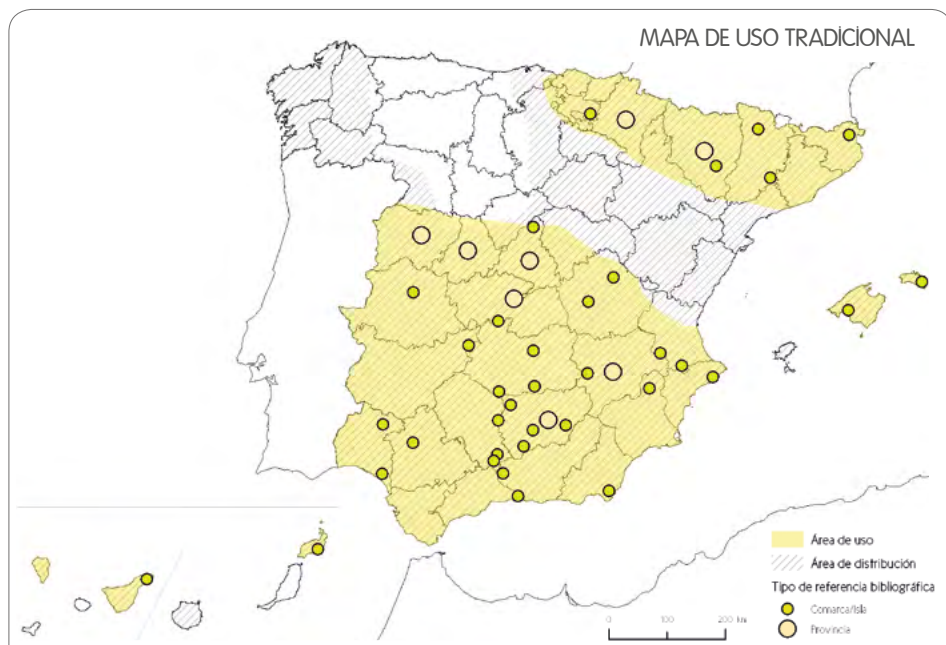 MAPA DE USO TRADICIONAL
Área de uso
Área de distribución
Tipo de referencia bibliográfica
Comarca/Isla
Provincia
0 100 200 km